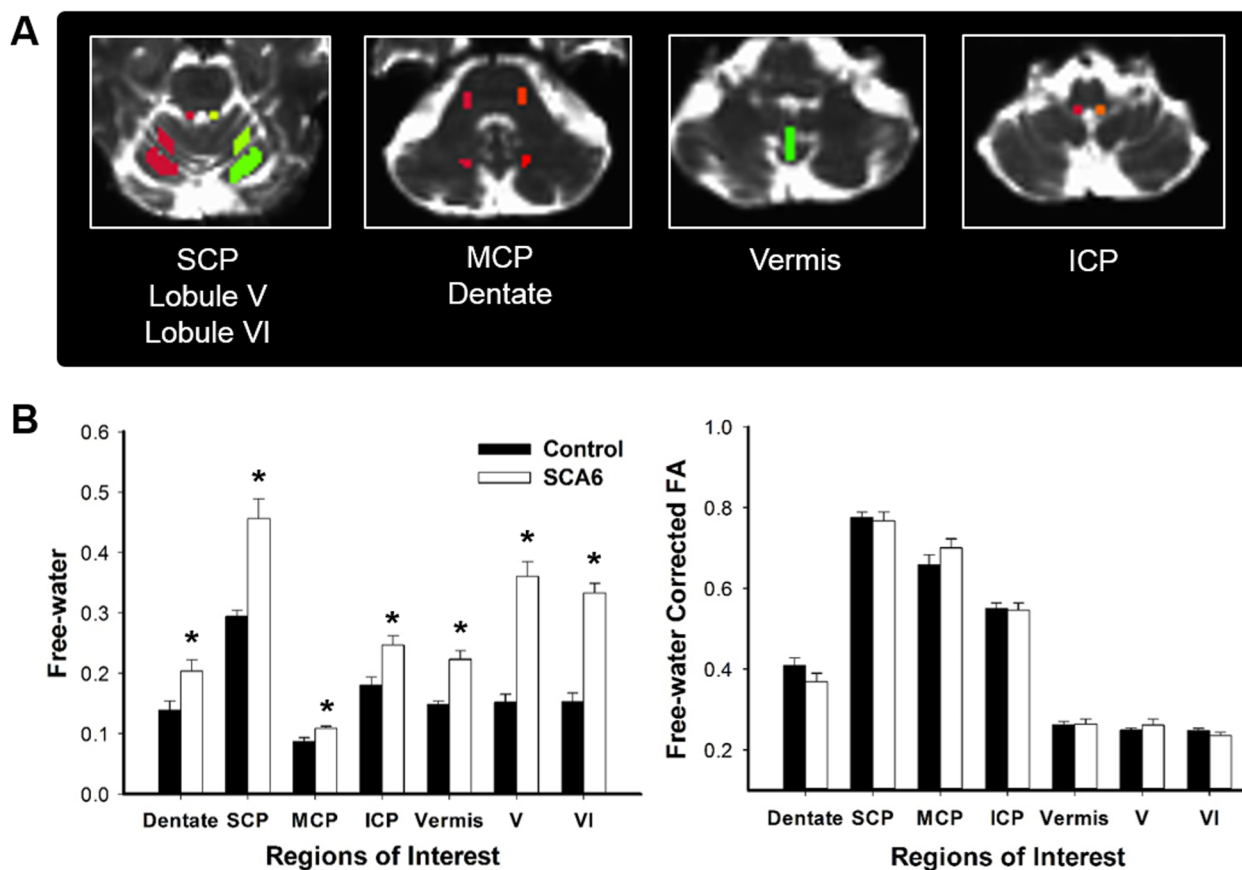 A
SCP
Lobule V
Lobule VI
MCP
Dentate
Vermis
ICP
B
0.6
0.5
0.4
0.3
0.2
0.1
0.0
Free-water
Control
SCA6
*
*
*
*
*
*
*
Dentate SCP MCP ICP Vermis V VI
Regions of Interest
1.0
0.8
0.6
0.4
0.2
Free-water Corrected FA
Dentate SCP MCP ICP Vermis V VI
Regions of Interest